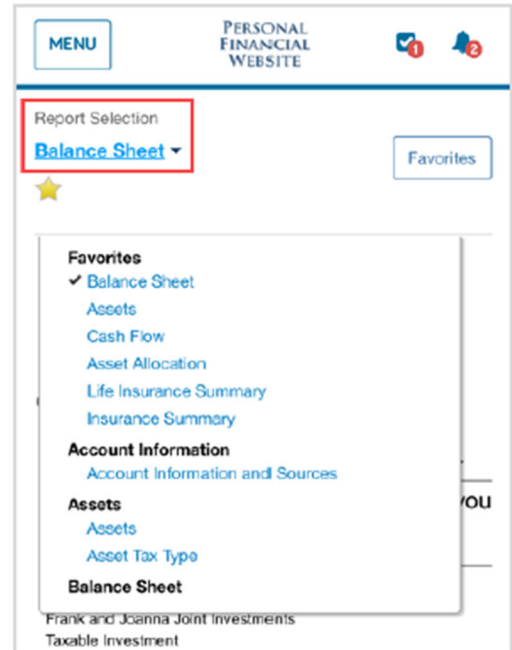 MENU
PERSONAL
FINANCIAL
WEBSITE
1
2
Report Selection
Balance Sheet
Favorites
Favorites
Balance Sheet
Assets
Cash Flow
Asset Allocation
Life Insurance Summary
Insurance Summary
Account Information
Account Information and Sources
Assets
Assets
Asset Tax Type
you
Balance Sheet
Frank and Joanna Joint Investments
Taxable Investment